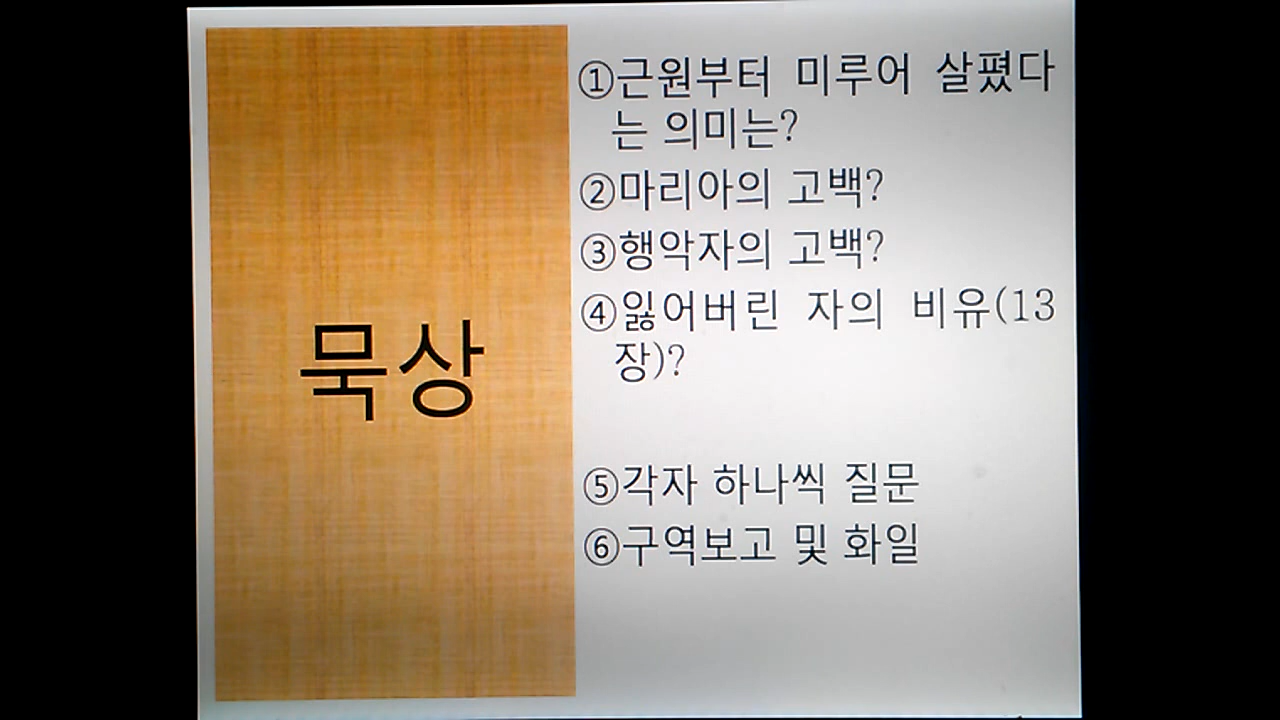 묵상
①근원부터 미루어 살폈다
는 의미는?
②마리아의 고백?
③행악자의 고백?
④잃어버린 자의 비유(13
장)?
⑤각자 하나씩 질문
⑥구역보고 및 화일